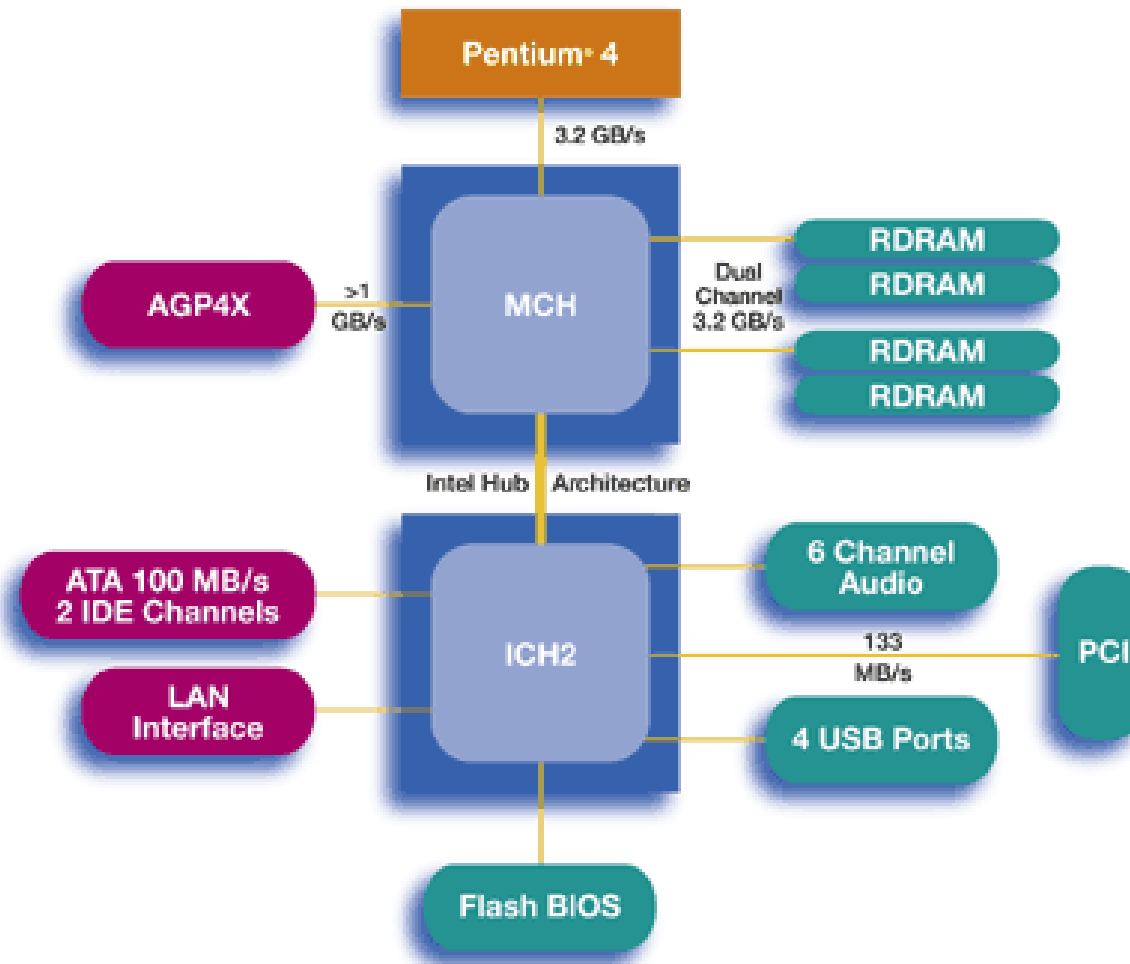 Pentium® 4
3.2 GB/s
MCH
AGP4X
>1
GB/s
RDRAM
RDRAM
Dual
Channel
3.2 GB/s
RDRAM
RDRAM
Intel Hub Architecture
ATA 100 MB/s
2 IDE Channels
LAN
Interface
ICH2
6 Channel
Audio
133
MB/s
PCI
4 USB Ports
Flash BIOS